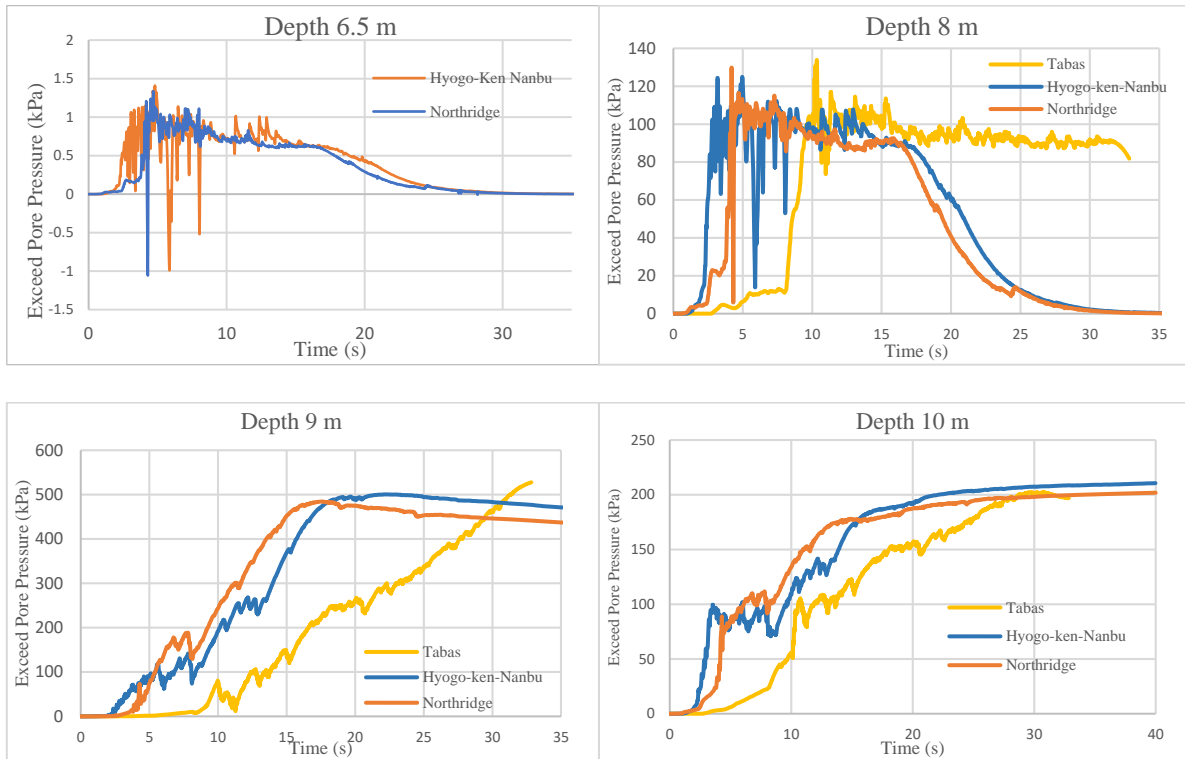 Depth 6.5 m
Exceed Pore Pressure (kPa)
2
1.5
1
0.5
0
-0.5
-1
-1.5
Hyogo-Ken Nanbu
Northridge
0 10 20 30
Time (s)
Depth 8 m
Exceed Pore Pressure (kPa)
140
120
100
80
60
40
20
0
Tabas
Hyogo-ken-Nanbu
Northridge
0 5 10 15 20 25 30 35
Time (s)
Depth 9 m
Exceed Pore Pressure (kPa)
600
500
400
300
200
100
0
Tabas
Hyogo-ken-Nanbu
Northridge
0 5 10 15 20 25 30 35
Time (s)
Depth 10 m
Exceed Pore Pressure (kPa)
250
200
150
100
50
0
Tabas
Hyogo-ken-Nanbu
Northridge
0 10 20 30 40
Time (s)